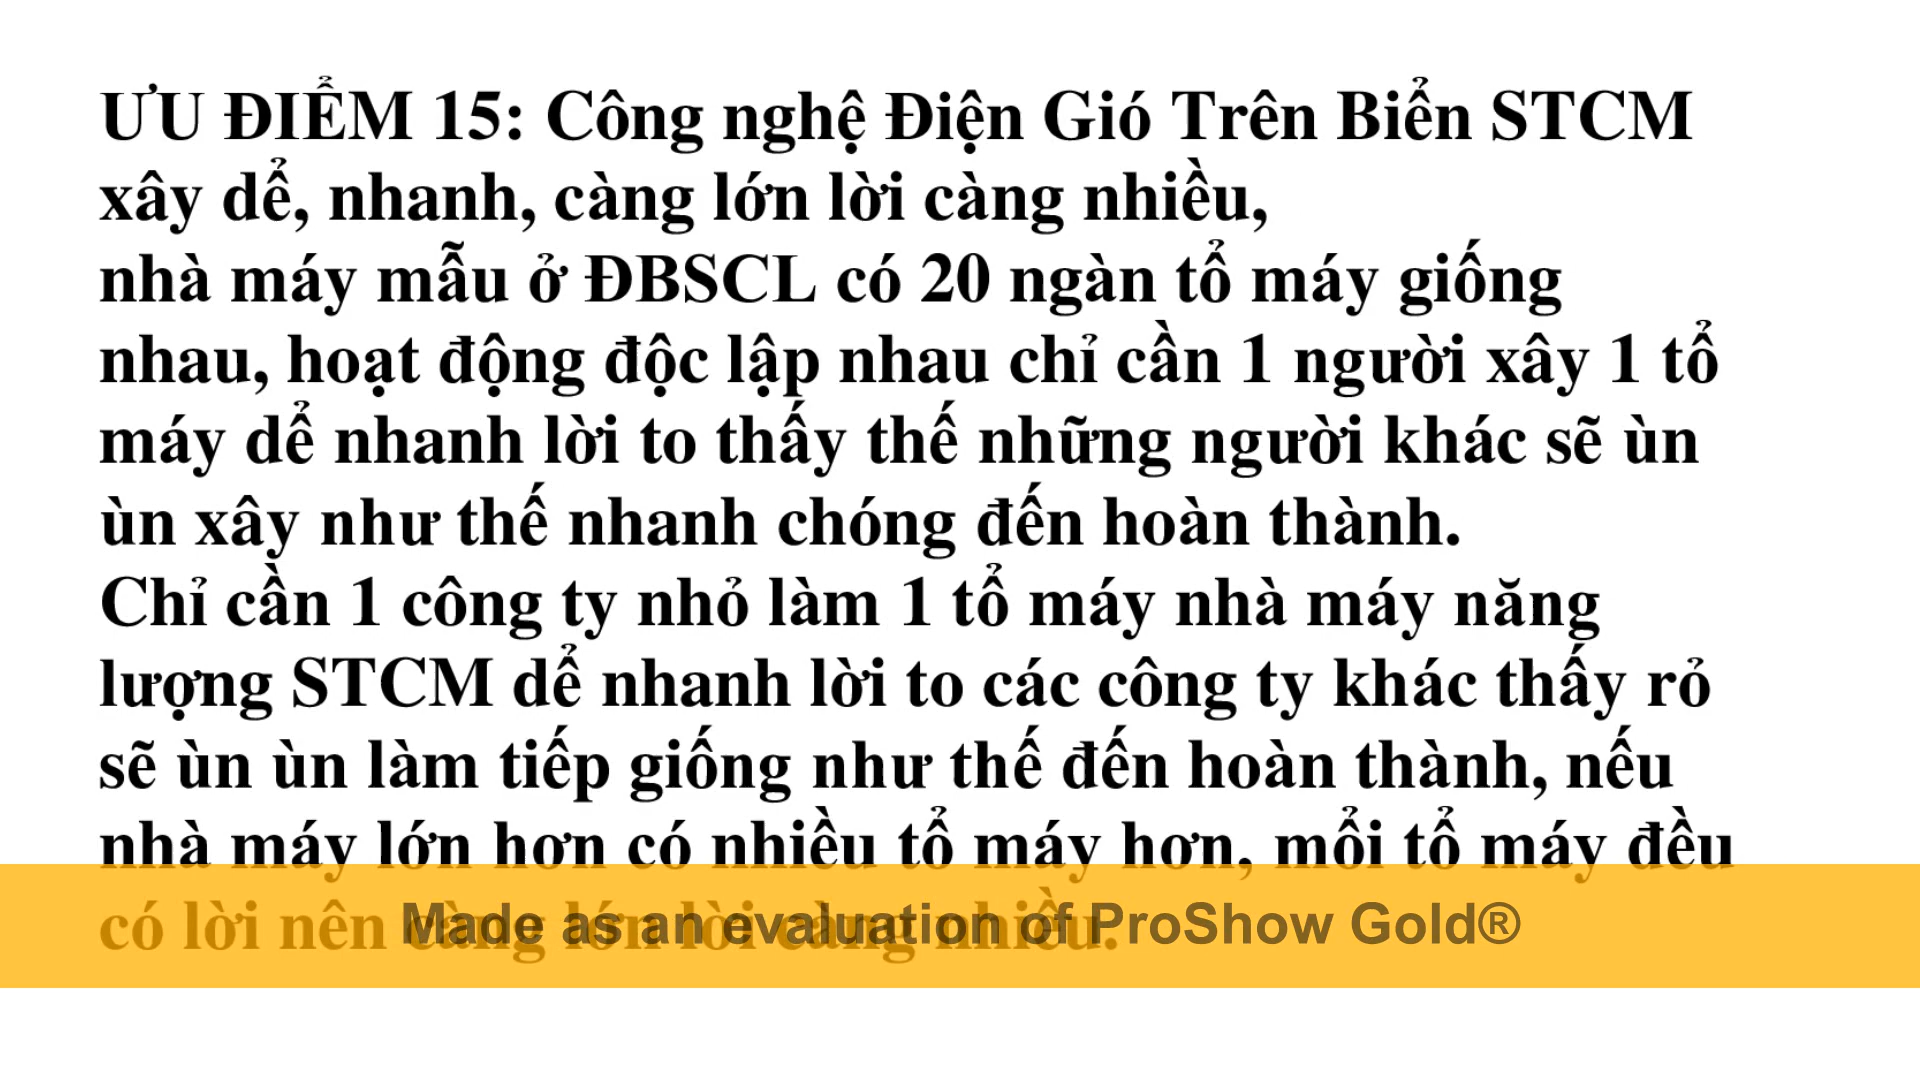 ƯU ĐIỂM 15: Công nghệ Điện Gió Trên Biển STCM
xây dể, nhanh, càng lớn lời càng nhiều,
nhà máy mẫu ở ĐBSCL có 20 ngàn tổ máy giống
nhau, hoạt động độc lập nhau chỉ cần 1 người xây 1 tổ
máy dể nhanh lời to thấy thế những người khác sẽ ùn
ùn xây như thế nhanh chóng đến hoàn thành.
Chỉ cần 1 công ty nhỏ làm 1 tổ máy nhà máy năng
lượng STCM dể nhanh lời to các công ty khác thấy rỏ
sẽ ùn ùn làm tiếp giống như thế đến hoàn thành, nếu
nhà máy lớn hơn có nhiều tổ máy hơn, mổi tổ máy đều
có lời nên càng lớn lời càng nhiều.
Made as an evaluation of ProShow Gold®